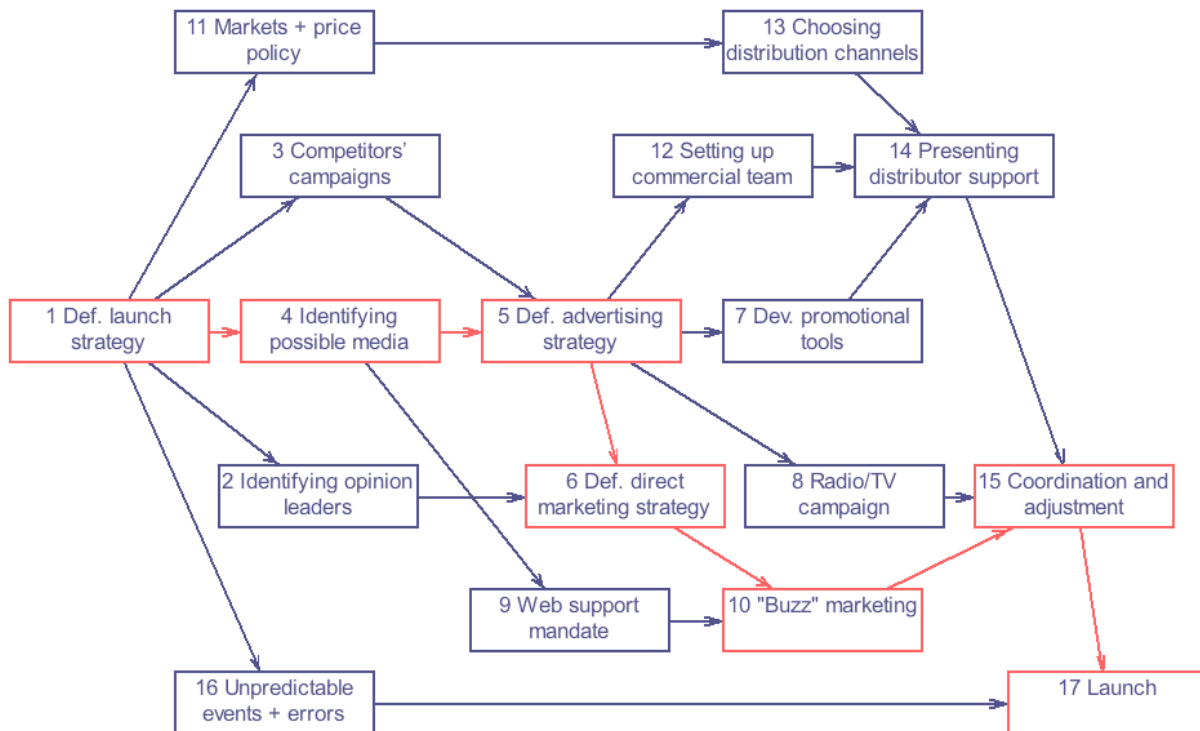 11 Markets + price
policy
13 Choosing
distribution channels
3 Competitors'
campaigns
12 Setting up
commercial team
14 Presenting
distributor support
1 Def. launch
strategy
4 Identifying
possible media
5 Def. advertising
strategy
7 Dev. promotional
tools
2 Identifying opinion
leaders
6 Def. direct
marketing strategy
8 Radio/TV
campaign
15 Coordination and
adjustment
9 Web support
mandate
10 "Buzz" marketing
16 Unpredictable
events + errors
17 Launch